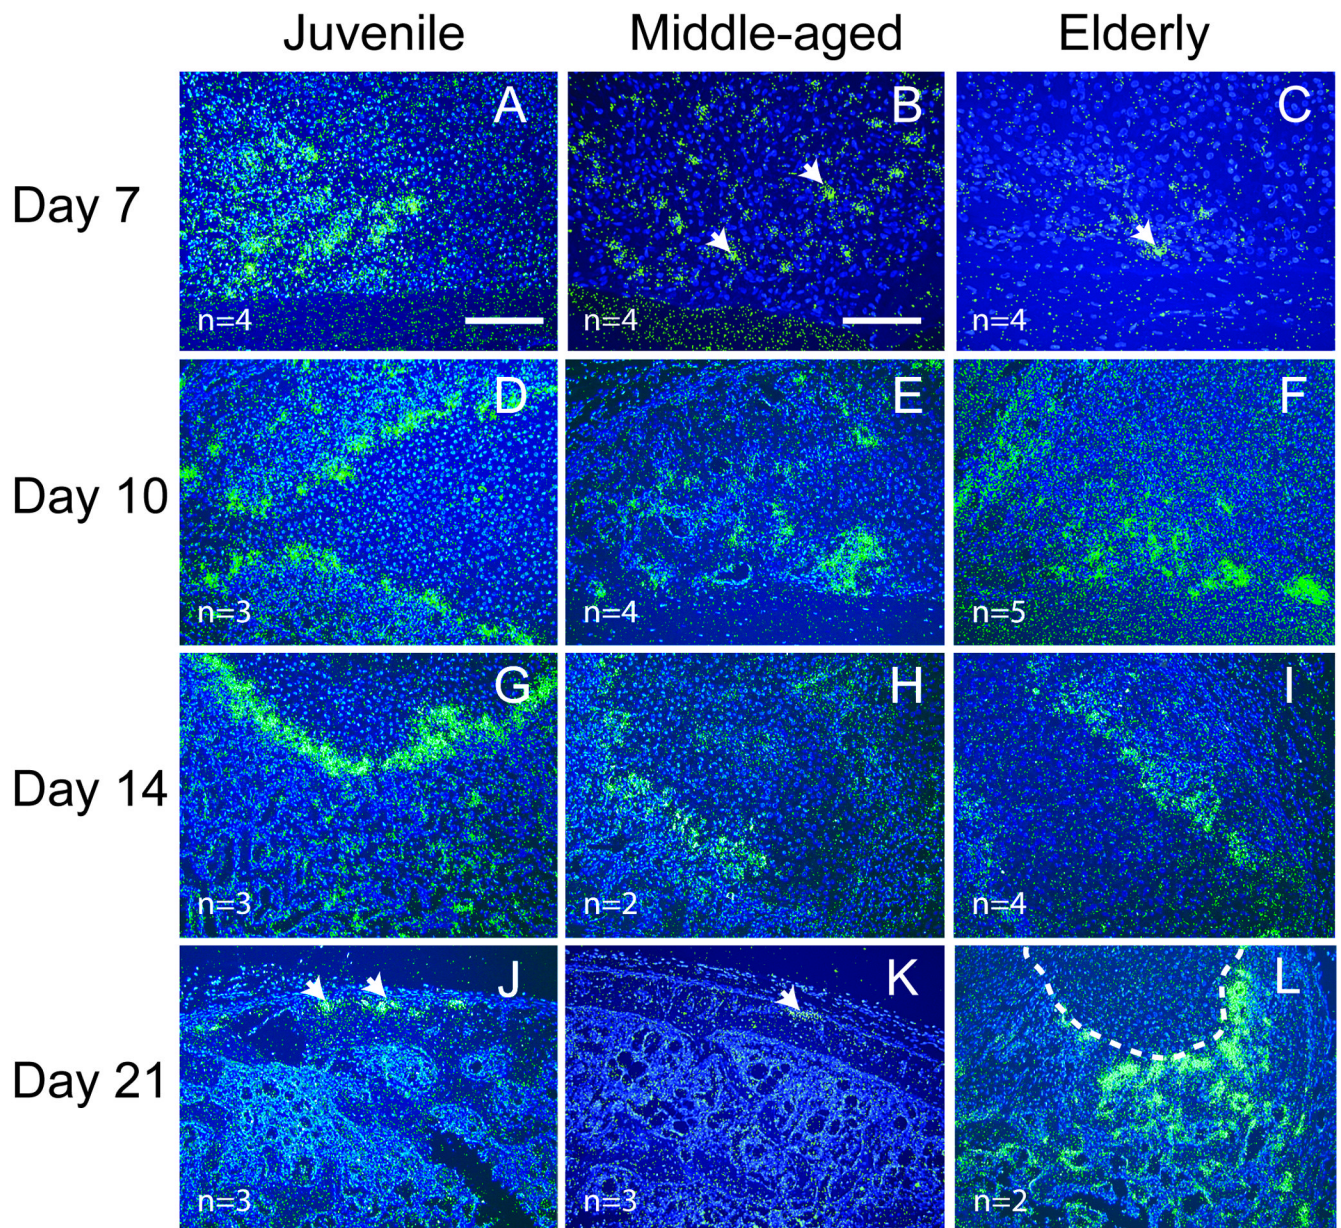 Juvenile Middle-aged Elderly
Day 7
A
n=4
B
n=4
C
n=4
Day 10
D
n=3
E
n=4
F
n=5
Day 14
G
n=3
H
n=2
I
n=4
Day 21
J
n=3
K
n=3
L
n=2